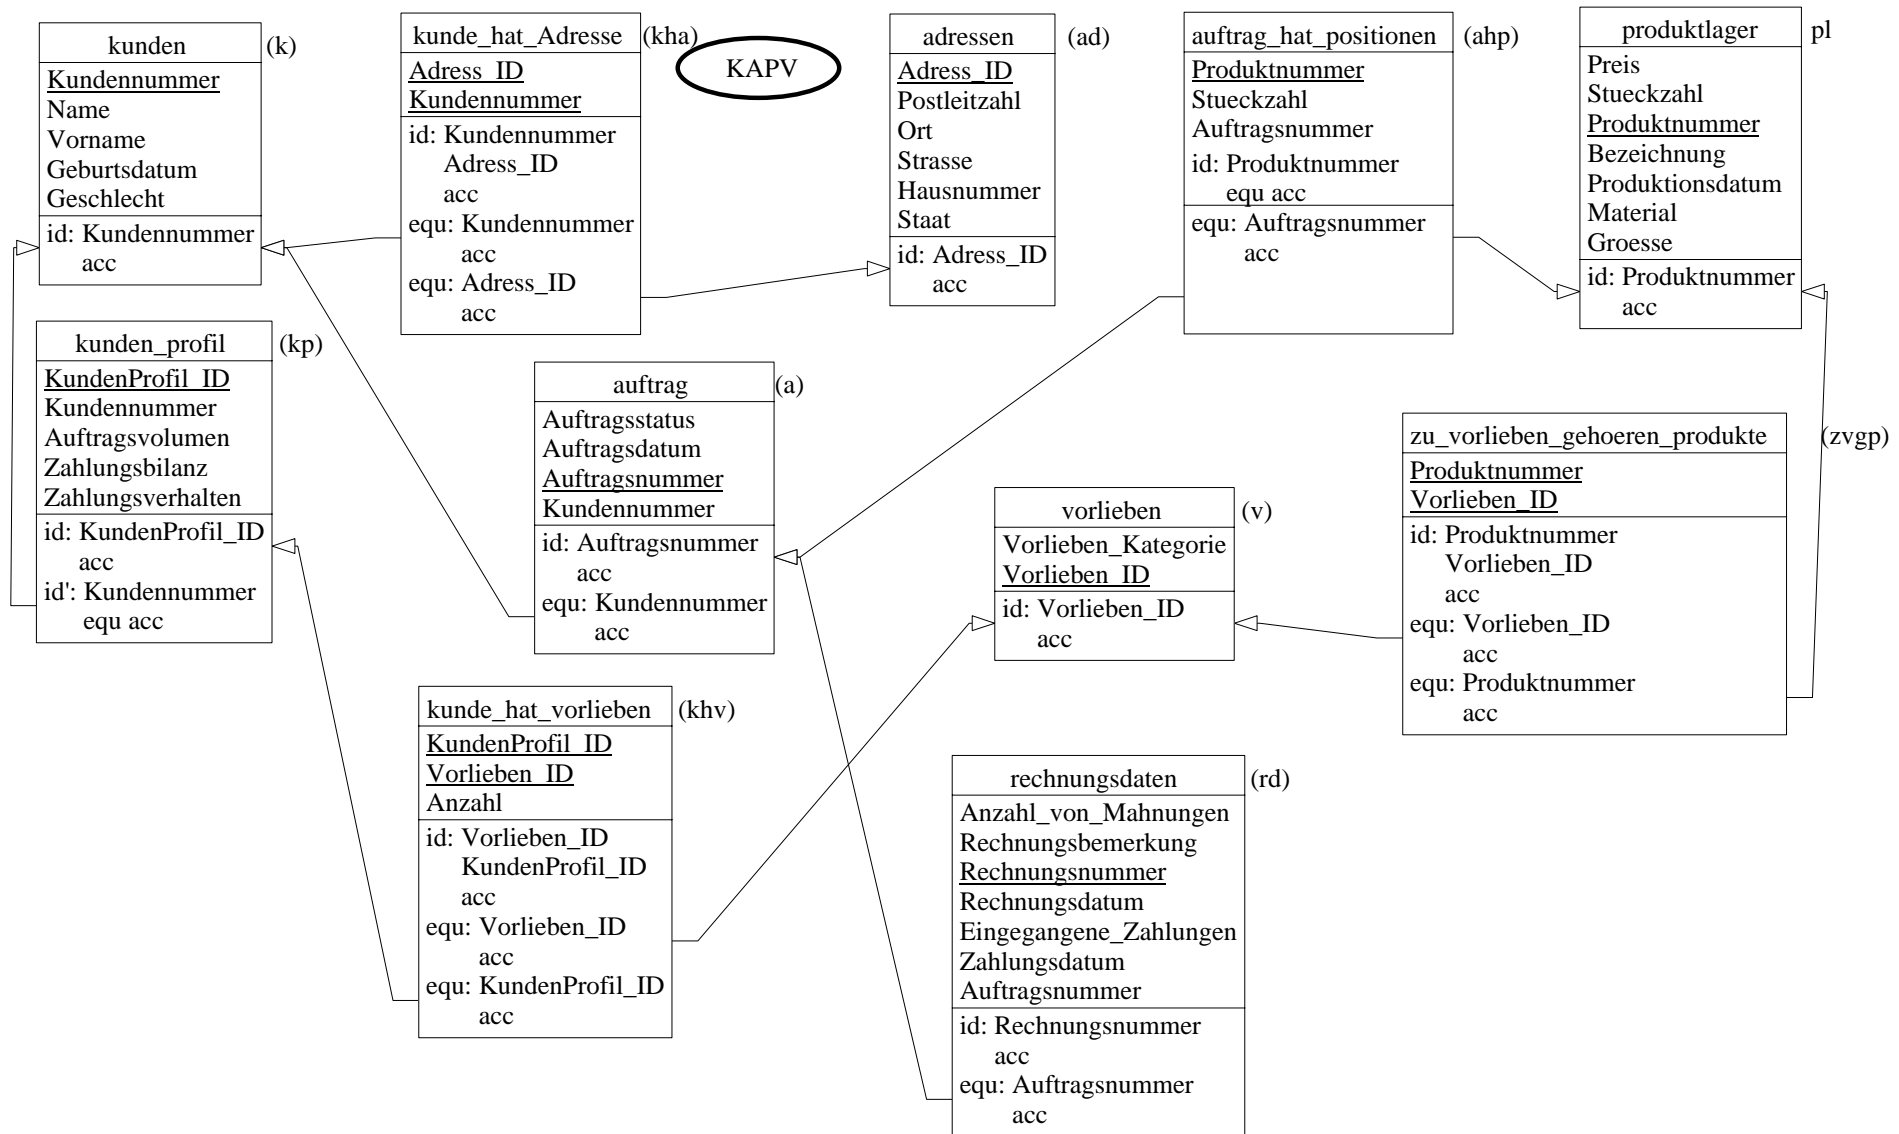 kunden
(k)
Kundennummer
Name
Vorname
Geburtsdatum
Geschlecht
id: Kundennummer
acc
kunde_hat_Adresse
(kha)
Adress_ID
Kundennummer
id: Kundennummer
Adress_ID
acc
equ: Kundennummer
acc
equ: Adress_ID
acc
KAPV
adressen
(ad)
Adress_ID
Postleitzahl
Ort
Strasse
Hausnummer
Staat
id: Adress_ID
acc
auftrag_hat_positionen
(ahp)
Produktnummer
Stueckzahl
Auftragsnummer
id: Produktnummer
equ acc
equ: Auftragsnummer
acc
produktlager
pl
Preis
Stueckzahl
Produktnummer
Bezeichnung
Produktionsdatum
Material
Groesse
id: Produktnummer
acc
kunden_profil
(kp)
KundenProfil_ID
Kundennummer
Auftragsvolumen
Zahlungsbilanz
Zahlungsverhalten
id: KundenProfil_ID
acc
id': Kundennummer
equ acc
auftrag
(a)
Auftragsstatus
Auftragsdatum
Auftragsnummer
Kundennummer
id: Auftragsnummer
acc
equ: Kundennummer
acc
vorlieben
(v)
Vorlieben_Kategorie
Vorlieben_ID
id: Vorlieben_ID
acc
zu_vorlieben_gehoeren_produkte
(zvgp)
Produktnummer
Vorlieben_ID
id: Produktnummer
Vorlieben_ID
acc
equ: Vorlieben_ID
acc
equ: Produktnummer
acc
kunde_hat_vorlieben
(khv)
KundenProfil_ID
Vorlieben_ID
Anzahl
id: Vorlieben_ID
KundenProfil_ID
acc
equ: Vorlieben_ID
acc
equ: KundenProfil_ID
acc
rechnungsdaten
(rd)
Anzahl_von_Mahnungen
Rechnungsbemerkung
Rechnungsnummer
Rechnungsdatum
Eingegangene_Zahlungen
Zahlungsdatum
Auftragsnummer
id: Rechnungsnummer
acc
equ: Auftragsnummer
acc